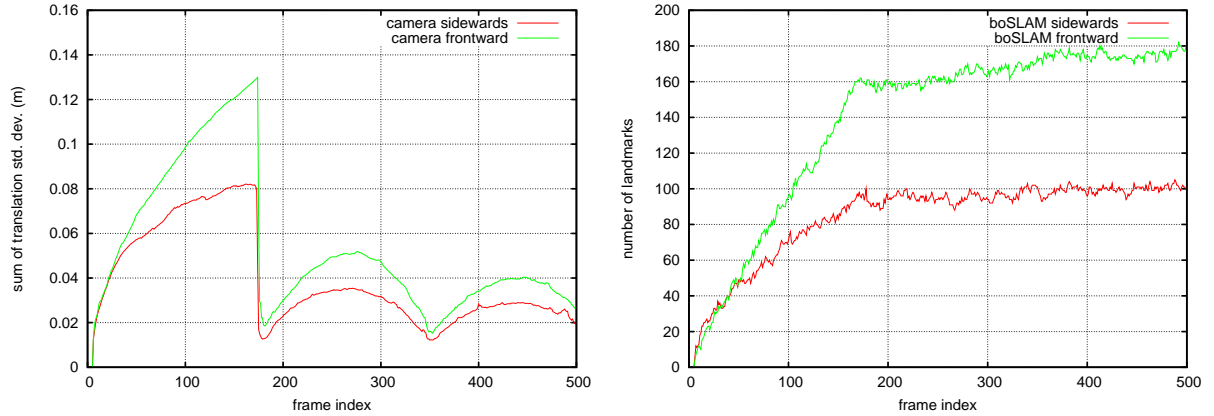 0.16
0.14
0.12
0.1
0.08
0.06
0.04
0.02
0
sum of translation std. dev. (m)
camera sidewards
camera frontward
0 100 200 300 400 500
frame index
200
180
160
140
120
100
80
60
40
20
0
number of landmarks
boSLAM sidewards
boSLAM frontward
0 100 200 300 400 500
frame index